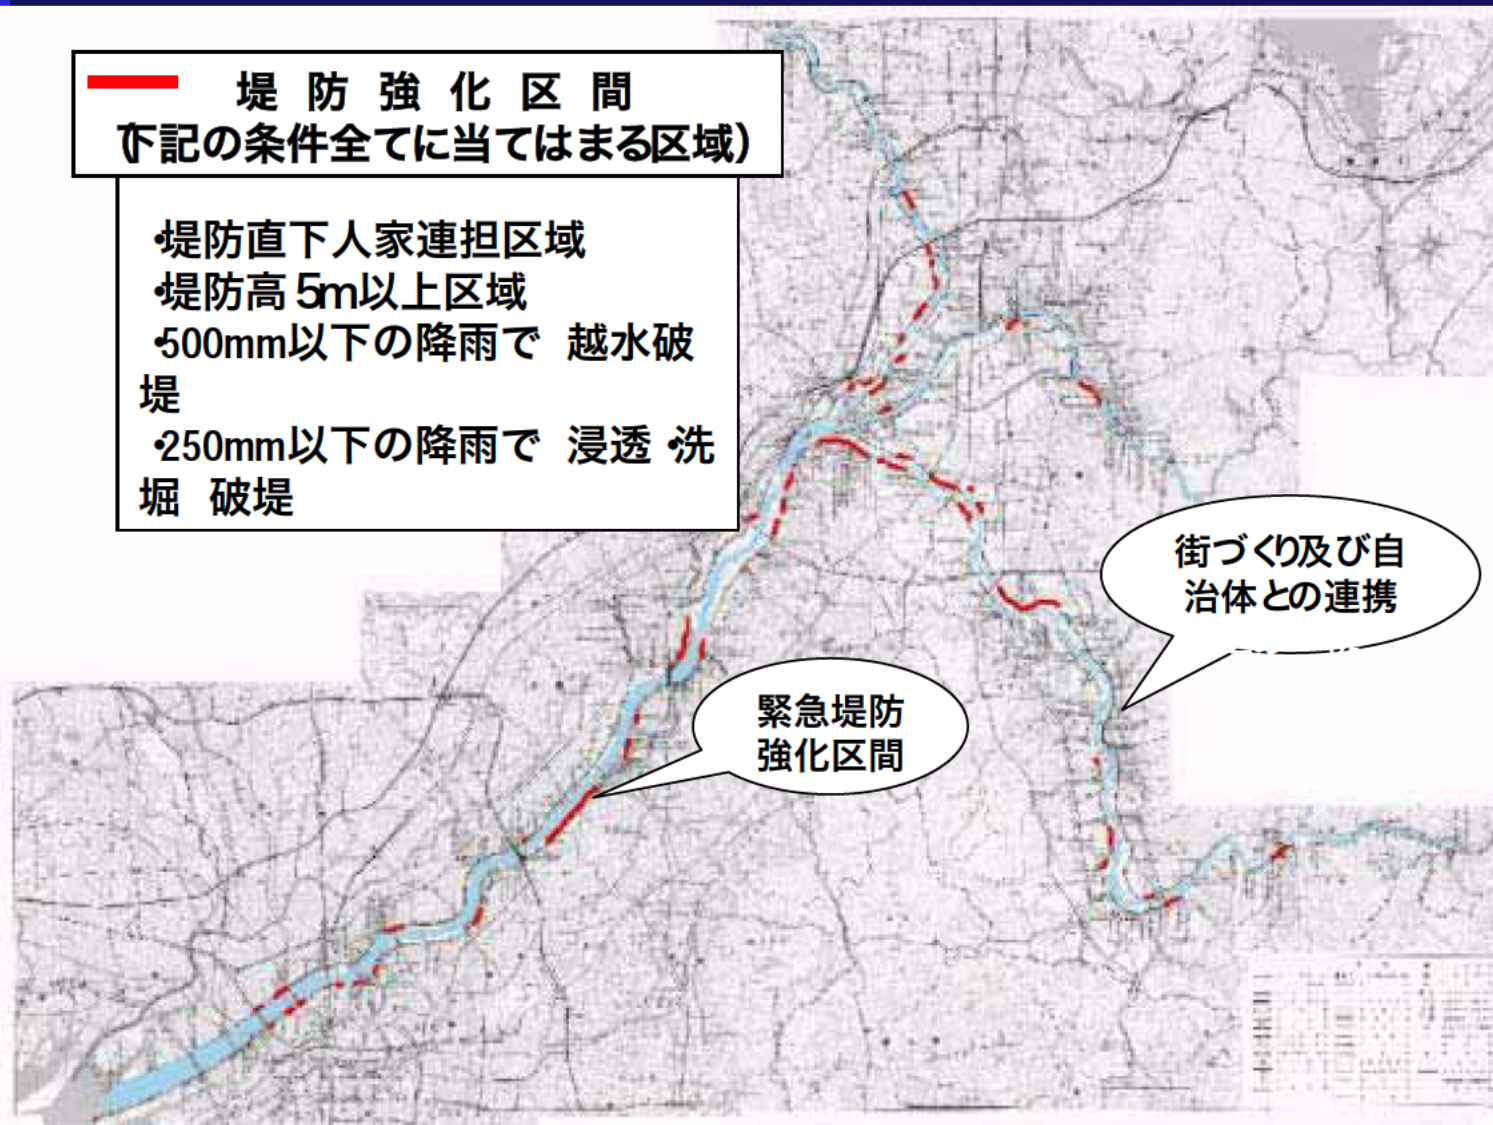 堤防強化区間
(下記の条件全てに当てはまる区域)
・堤防直下人家連担区域
・堤防高5m以上区域
・500mm以下の降雨で 越水破
堤
・250mm以下の降雨で 浸透・洗
堀 破堤
街づくり及び自
治体との連携
緊急堤防
強化区間